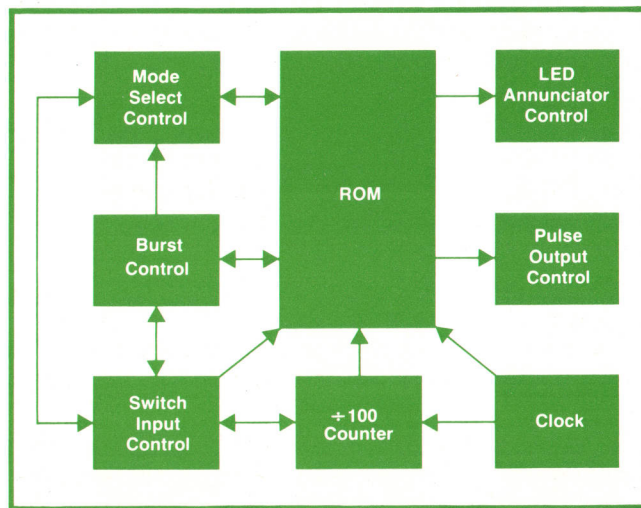 Mode
Select
Control
ROM
LED
Annunciator
Control
Burst
Control
Pulse
Output
Control
Switch
Input
Control
÷100
Counter
Clock